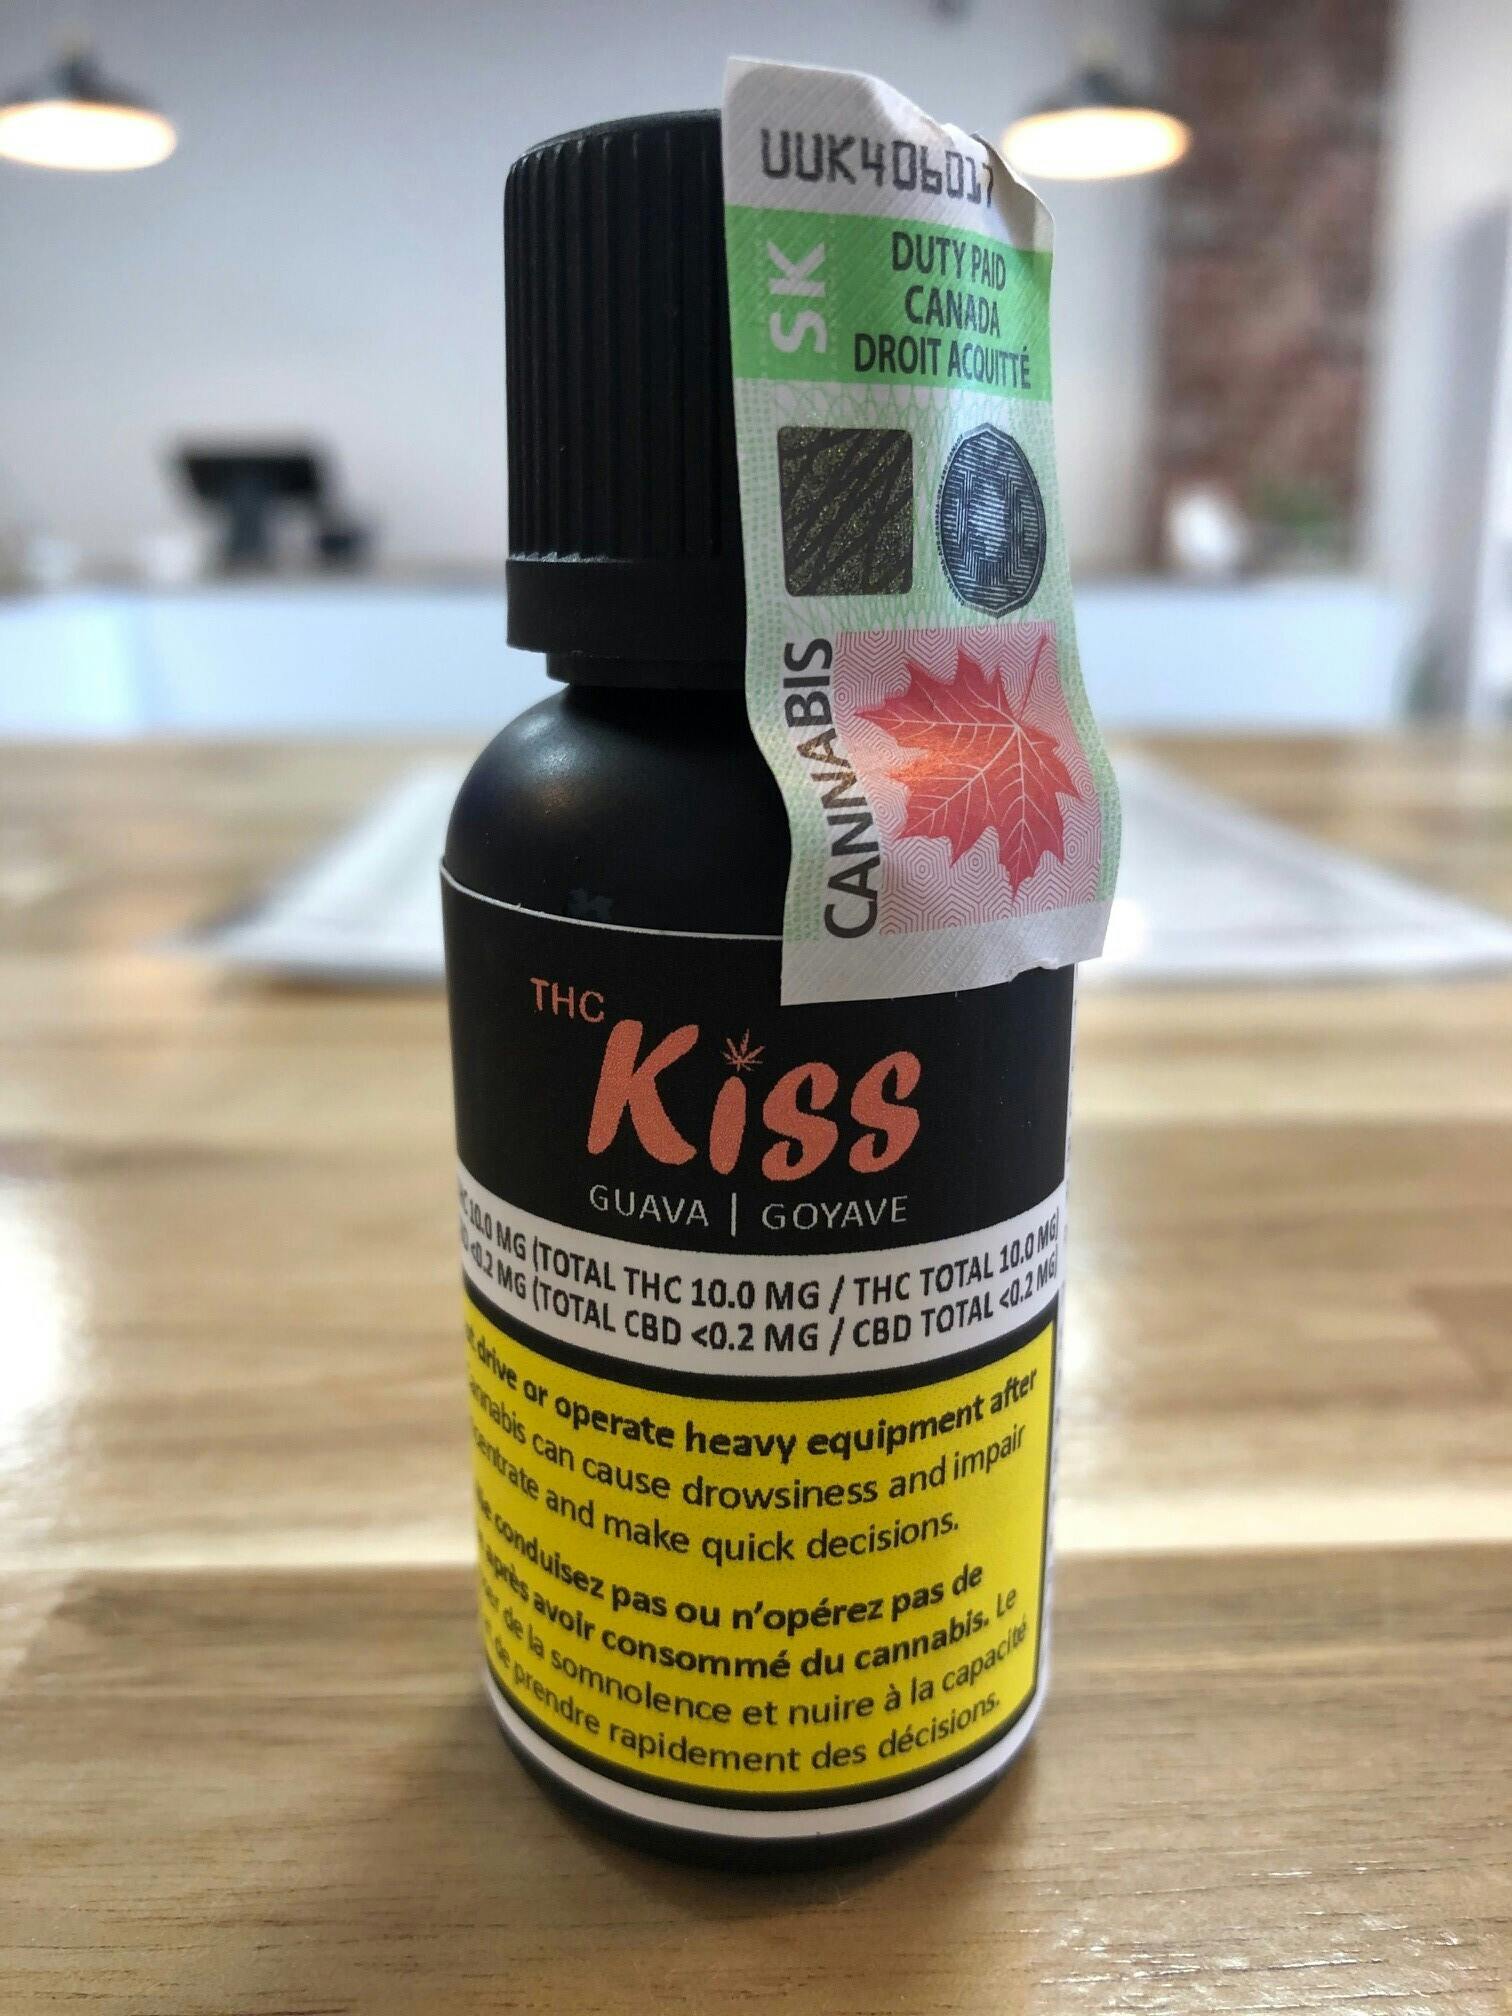 UUK406017
SK
DUTY PAID
CANADA
DROIT ACQUITTÉ
CANNABIS
THC
Kiss
GUAVA | GOYAVE
10.0 MG (TOTAL THC 10.0 MG / THC TOTAL 10.0 MG)
<0.2 MG (TOTAL CBD <0.2 MG / CBD TOTAL <0.2 MG)
drive or operate heavy equipment after
can cause drowsiness and impair
and make quick decisions.
conduisez pas ou n'opérez pas de
après avoir consommé du cannabis. Le
de la somnolence et nuire à la capacité
de prendre rapidement des décisions.